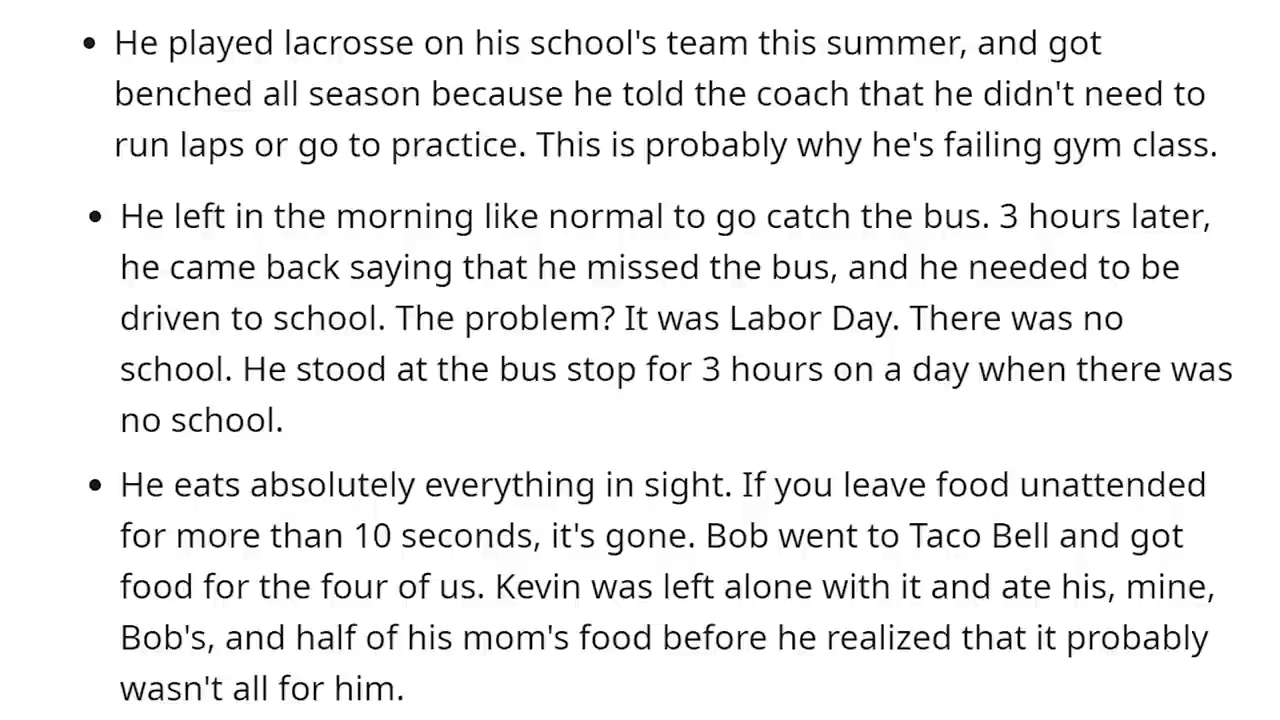 • He played lacrosse on his school's team this summer, and got
benched all season because he told the coach that he didn't need to
run laps or go to practice. This is probably why he's failing gym class.
• He left in the morning like normal to go catch the bus. 3 hours later,
he came back saying that he missed the bus, and he needed to be
driven to school. The problem? It was Labor Day. There was no
school. He stood at the bus stop for 3 hours on a day when there was
no school.
• He eats absolutely everything in sight. If you leave food unattended
for more than 10 seconds, it's gone. Bob went to Taco Bell and got
food for the four of us. Kevin was left alone with it and ate his, mine,
Bob's, and half of his mom's food before he realized that it probably
wasn't all for him.